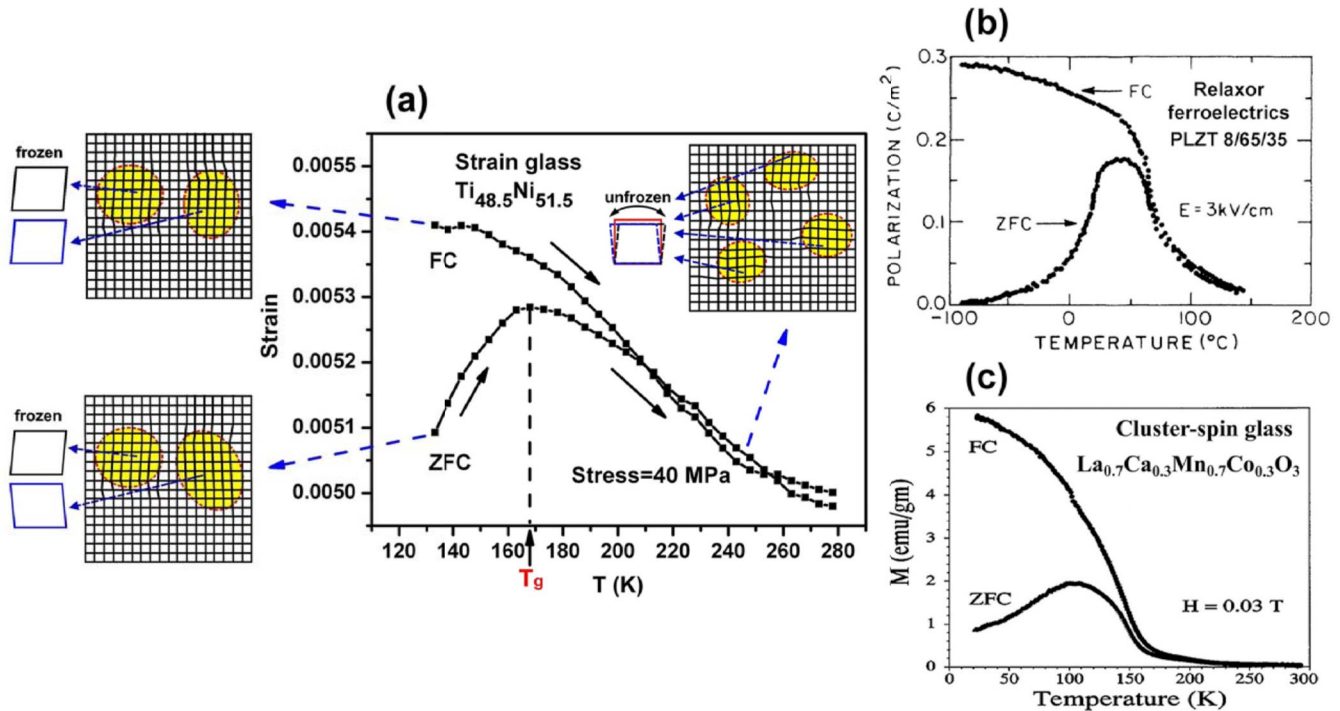 (a)
frozen
frozen
Strain glass
Ti48.5Ni51.5
unfrozen
FC
ZFC
Stress=40 MPa
Strain
0.0055
0.0054
0.0053
0.0052
0.0051
0.0050
120 140 160 180 200 220 240 260 280
Tg
T (K)
(b)
POLARIZATION (C/m²)
0.3
0.2
0.1
0.0
FC
Relaxor
ferroelectrics
PLZT 8/65/35
ZFC
E = 3kV/cm
-100 0 100 200
TEMPERATURE (°C)
(c)
M (emu/gm)
6
5
4
3
2
1
0
FC
Cluster-spin glass
La0.7Ca0.3Mn0.7Co0.3O3
ZFC
H = 0.03 T
0 50 100 150 200 250 300
Temperature (K)